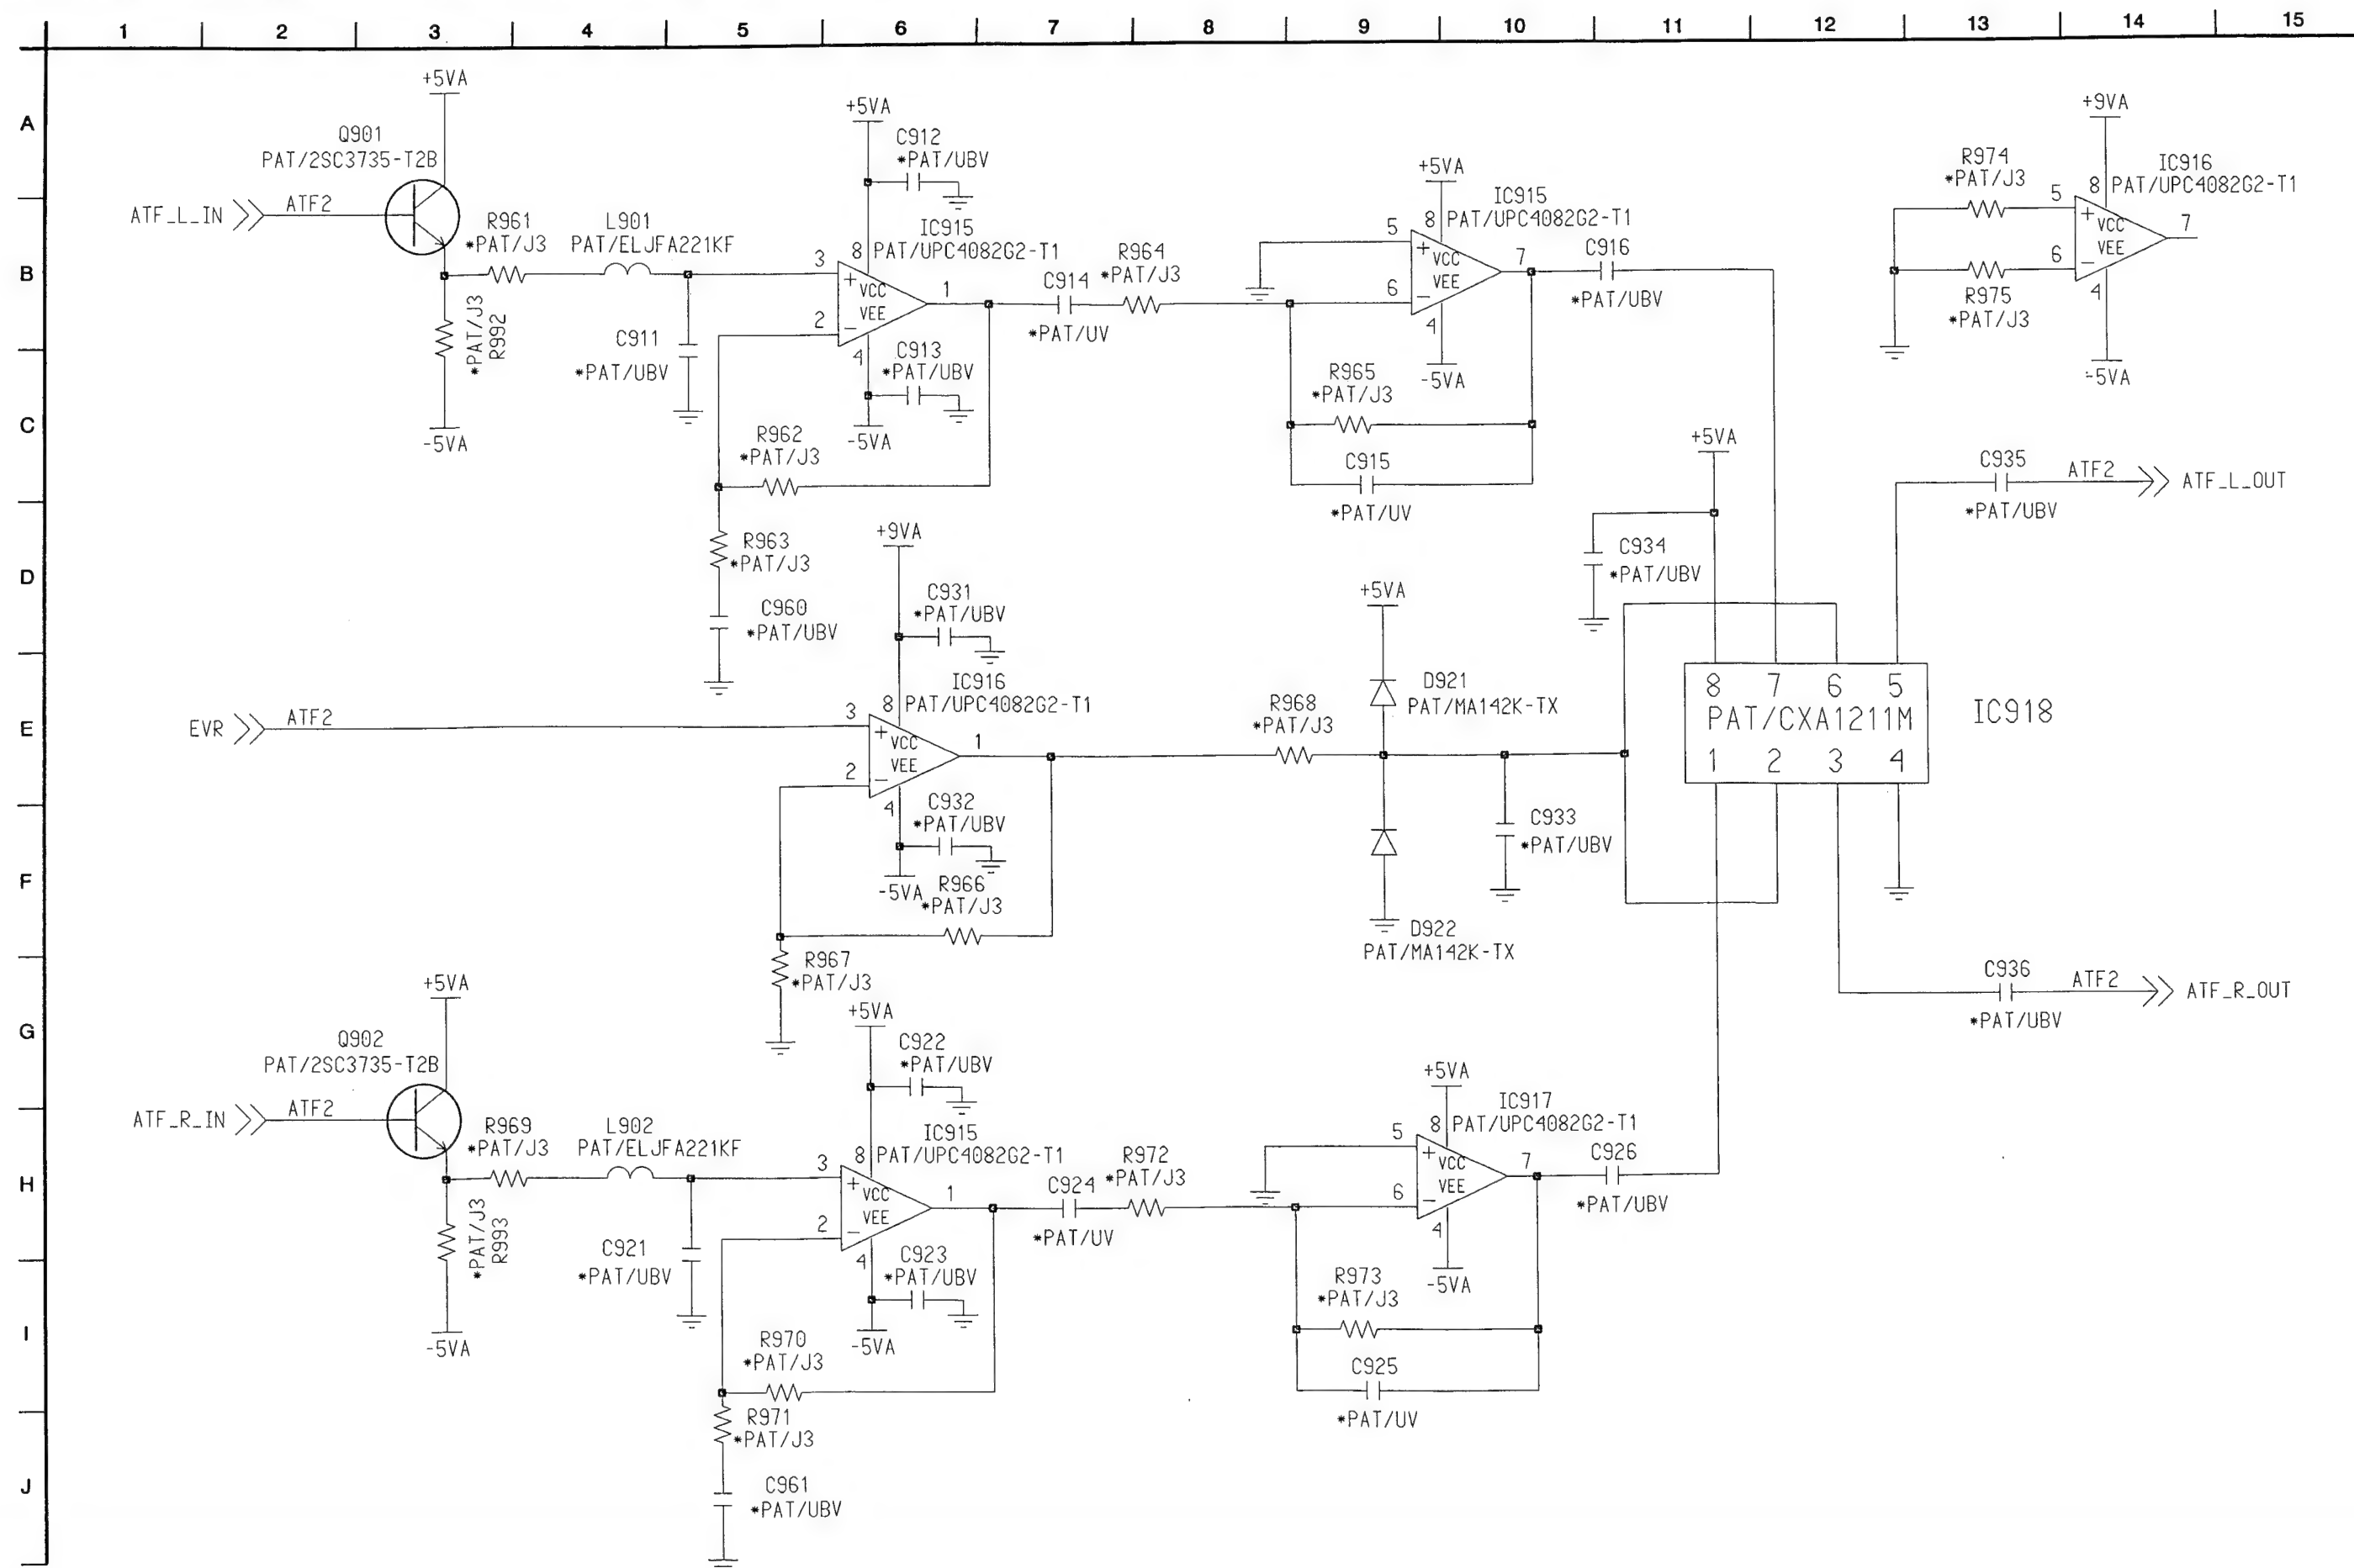 1 2 3 4 5 6 7 8 9 10 11 12 13 14 15
A
B
C
D
E
F
G
H
I
J
+5VA
Q901
PAT/2SC3735-T2B
ATF_L_IN
ATF2
R961
*PAT/J3
L901
PAT/ELJFA221KF
*PAT/J3
R992
-5VA
C911
*PAT/UBV
+5VA
C912
*PAT/UBV
IC915
8
PAT/UPC4082G2-T1
3
+
VCC
VEE
2
-
1
4
C913
*PAT/UBV
-5VA
R962
*PAT/J3
R963
*PAT/J3
C960
*PAT/UBV
C914
*PAT/UV
R964
*PAT/J3
+5VA
IC915
8
PAT/UPC4082G2-T1
5
+
VCC
VEE
6
-
7
4
-5VA
C916
*PAT/UBV
R965
*PAT/J3
C915
*PAT/UV
+9VA
R974
*PAT/J3
IC916
8
PAT/UPC4082G2-T1
5
+
VCC
VEE
6
-
7
R975
*PAT/J3
4
-5VA
+5VA
C934
*PAT/UBV
C935
*PAT/UBV
ATF2
ATF_L_OUT
EVR
ATF2
+9VA
C931
*PAT/UBV
IC916
8
PAT/UPC4082G2-T1
3
+
VCC
VEE
2
-
1
4
C932
*PAT/UBV
-5VA
R966
*PAT/J3
R967
*PAT/J3
R968
*PAT/J3
+5VA
D921
PAT/MA142K-TX
D922
PAT/MA142K-TX
C933
*PAT/UBV
8 7 6 5
PAT/CXA1211M
1 2 3 4
IC918
C936
*PAT/UBV
ATF2
ATF_R_OUT
+5VA
Q902
PAT/2SC3735-T2B
ATF_R_IN
ATF2
R969
*PAT/J3
L902
PAT/ELJFA221KF
*PAT/J3
R993
-5VA
C921
*PAT/UBV
+5VA
C922
*PAT/UBV
IC915
8
PAT/UPC4082G2-T1
3
+
VCC
VEE
2
-
1
4
C923
*PAT/UBV
-5VA
R970
*PAT/J3
R971
*PAT/J3
C961
*PAT/UBV
C924
*PAT/UV
R972
*PAT/J3
+5VA
IC917
8
PAT/UPC4082G2-T1
5
+
VCC
VEE
6
-
7
4
-5VA
C926
*PAT/UBV
R973
*PAT/J3
C925
*PAT/UV